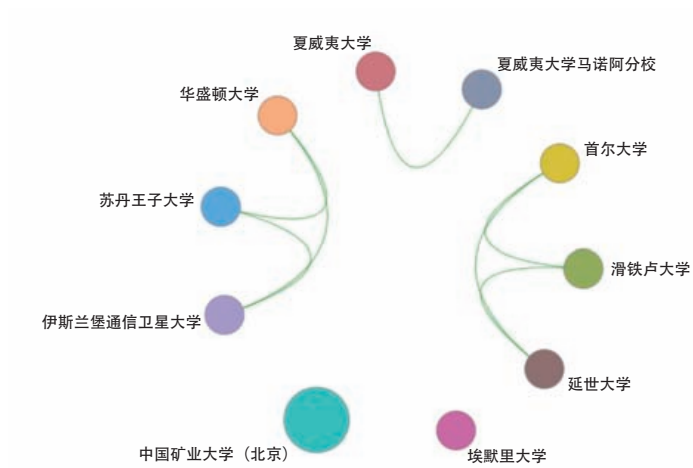 夏威夷大学
夏威夷大学马诺阿分校
华盛顿大学
首尔大学
苏丹王子大学
滑铁卢大学
伊斯兰堡通信卫星大学
延世大学
中国矿业大学（北京）
埃默里大学